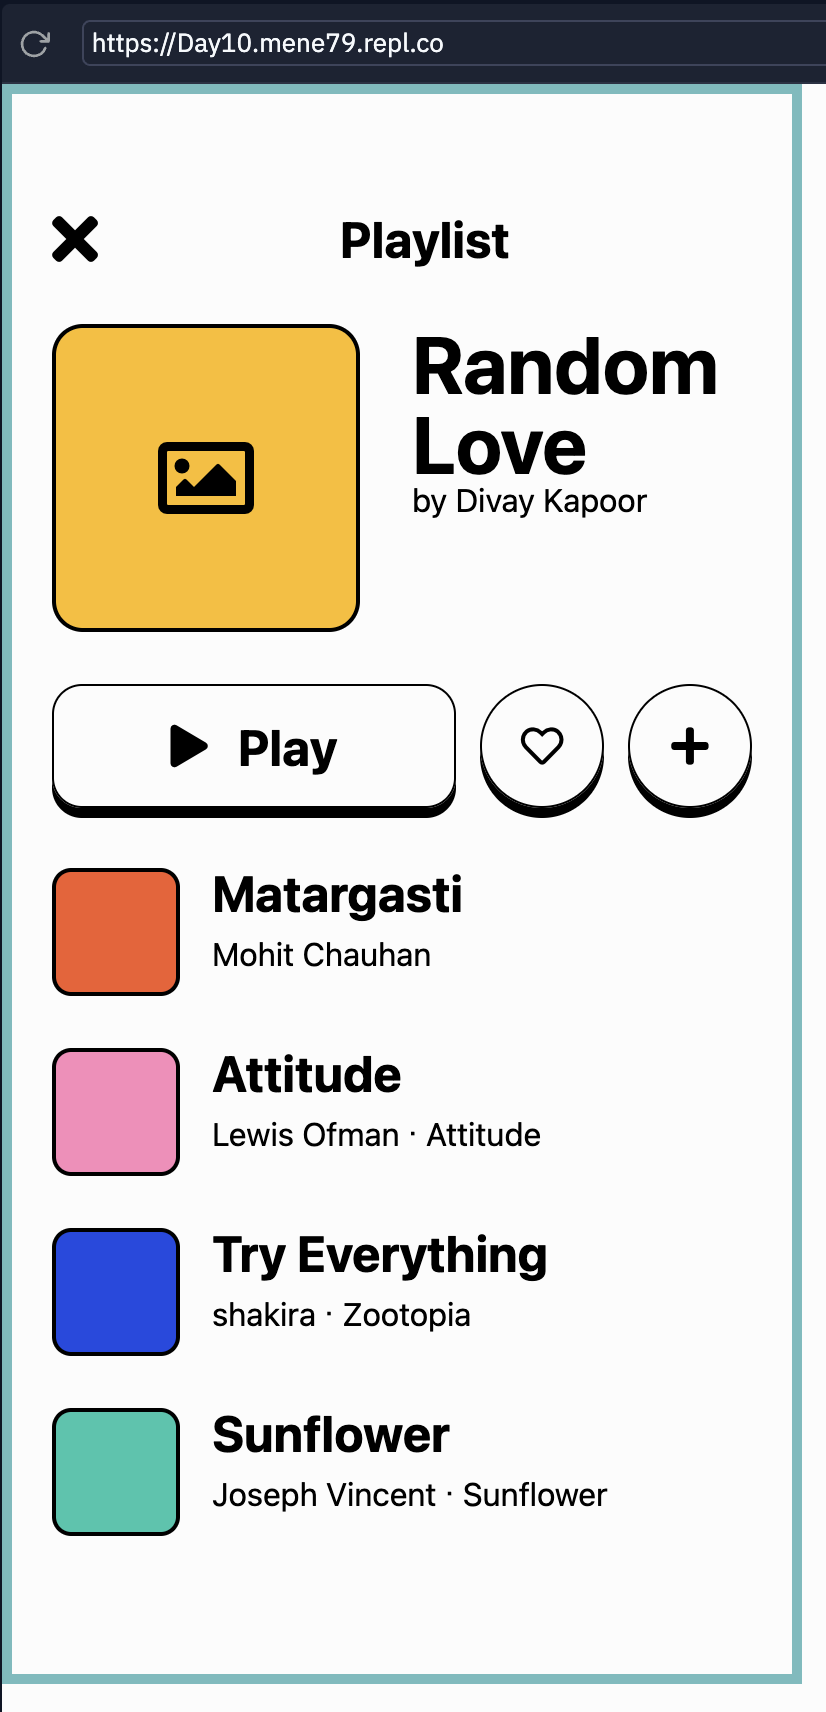 https://Day10.mene79.repl.co
Playlist
Random
Love
by Divay Kapoor
Play
Matargasti
Mohit Chauhan
Attitude
Lewis Ofman · Attitude
Try Everything
shakira · Zootopia
Sunflower
Joseph Vincent · Sunflower